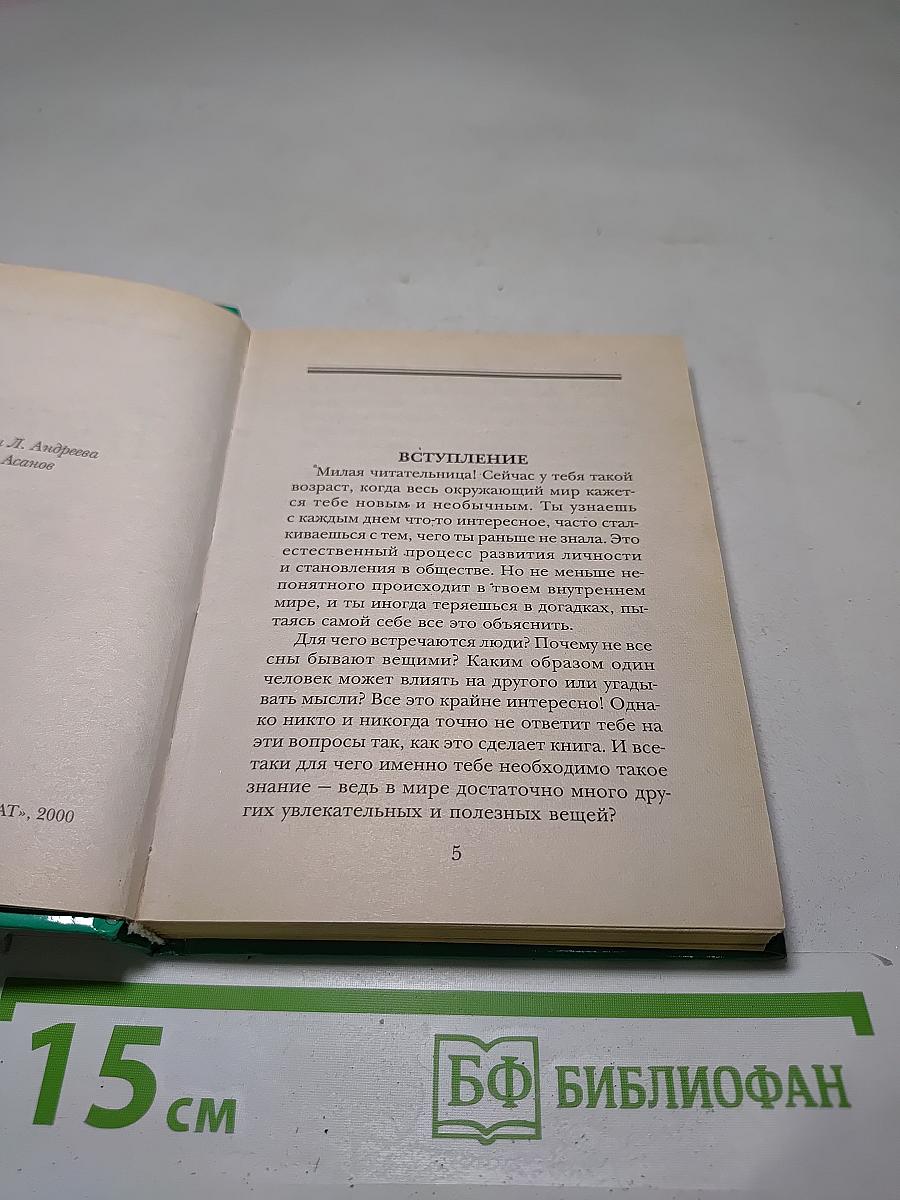 Л. Андреева
Асанов
АТ», 2000
ВСТУПЛЕНИЕ
Милая читательница! Сейчас у тебя такой
возраст, когда весь окружающий мир кажет-
ся тебе новым и необычным. Ты узнаешь
с каждым днем что-то интересное, часто стал-
киваешься с тем, чего ты раньше не знала. Это
естественный процесс развития личности
и становления в обществе. Но не меньше не-
понятного происходит в твоем внутреннем
мире, и ты иногда теряешься в догадках, пы-
таясь самой себе все это объяснить.
Для чего встречаются люди? Почему не все
сны бывают вещими? Каким образом один
человек может влиять на другого или угады-
вать мысли? Все это крайне интересно! Одна-
ко никто и никогда точно не ответит тебе на
эти вопросы так, как это сделает книга. И все-
таки для чего именно тебе необходимо такое
знание — ведь в мире достаточно много дру-
гих увлекательных и полезных вещей?
5
15 см
БФ БИБЛИОФАН